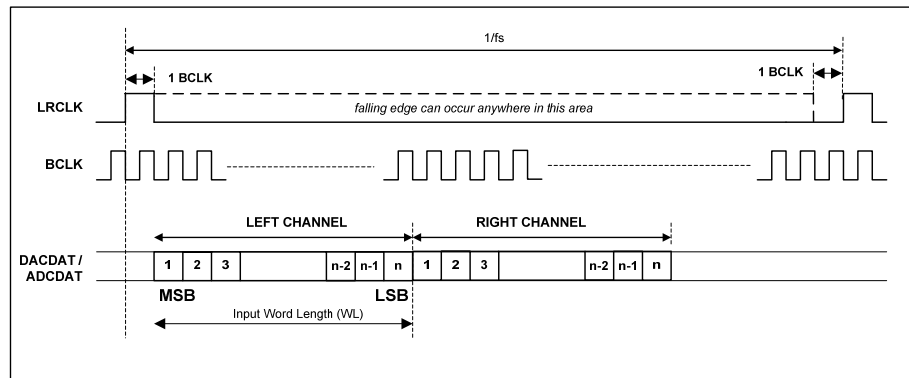 1/fs
1 BCLK
1 BCLK
LRCLK
falling edge can occur anywhere in this area
BCLK
LEFT CHANNEL
RIGHT CHANNEL
DACDAT /
ADCDAT
1 2 3 n-2 n-1 n 1 2 3 n-2 n-1 n
MSB LSB
Input Word Length (WL)